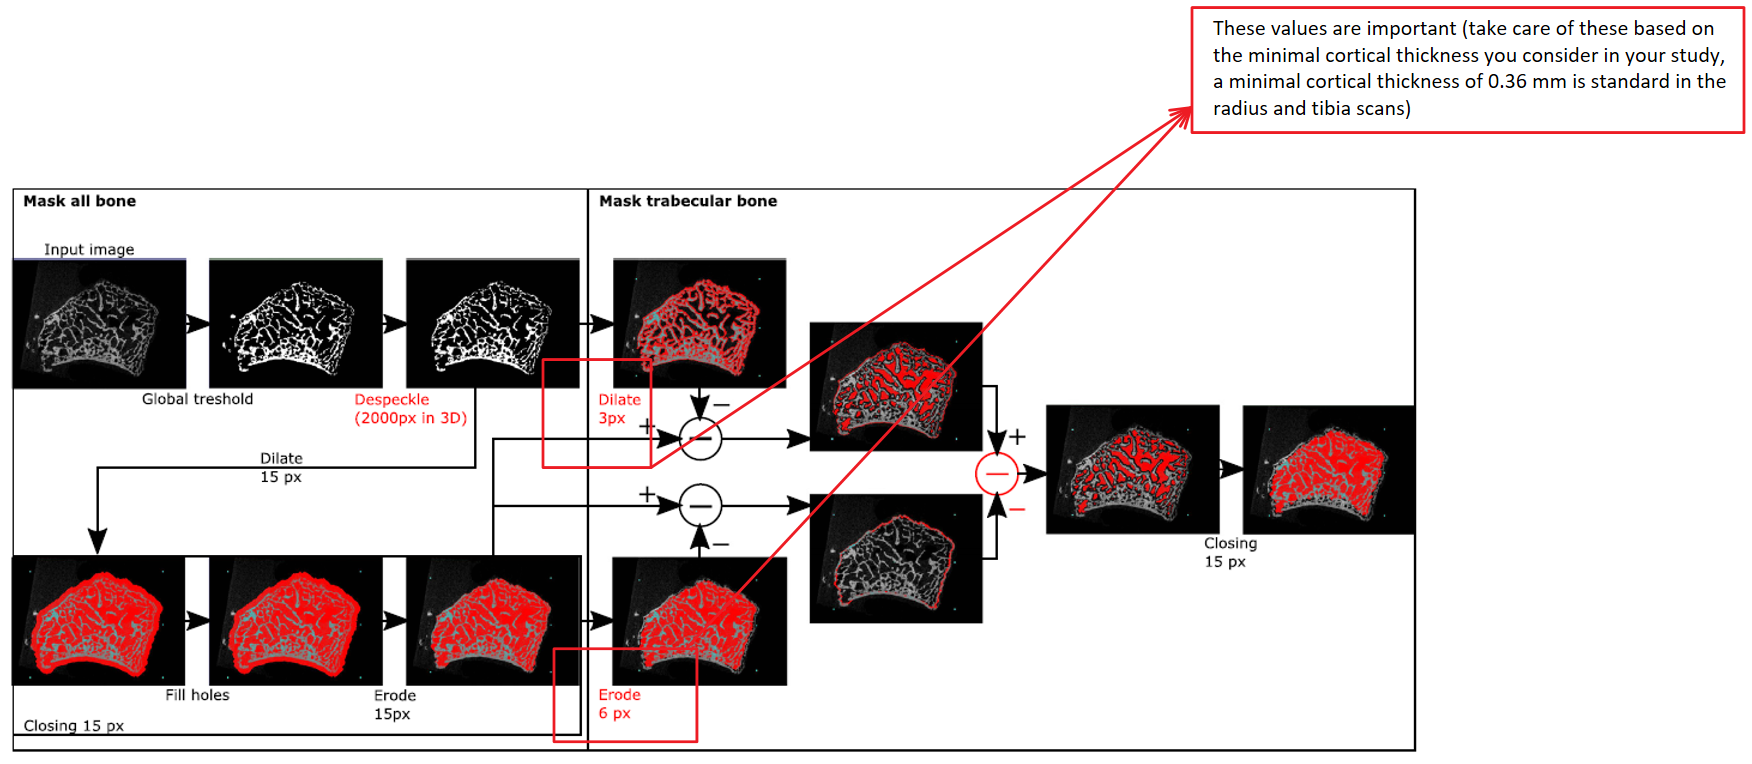 These values are important (take care of these based on
the minimal cortical thickness you consider in your study,
a minimal cortical thickness of 0.36 mm is standard in the
radius and tibia scans)
Mask all bone
Mask trabecular bone
Input image
Global treshold
Despeckle
(2000px in 3D)
Dilate
3px
−
+
−
+
−
Dilate
15 px
+
−
−
−
−
Closing
15 px
Fill holes
Erode
15px
Erode
6 px
Closing 15 px